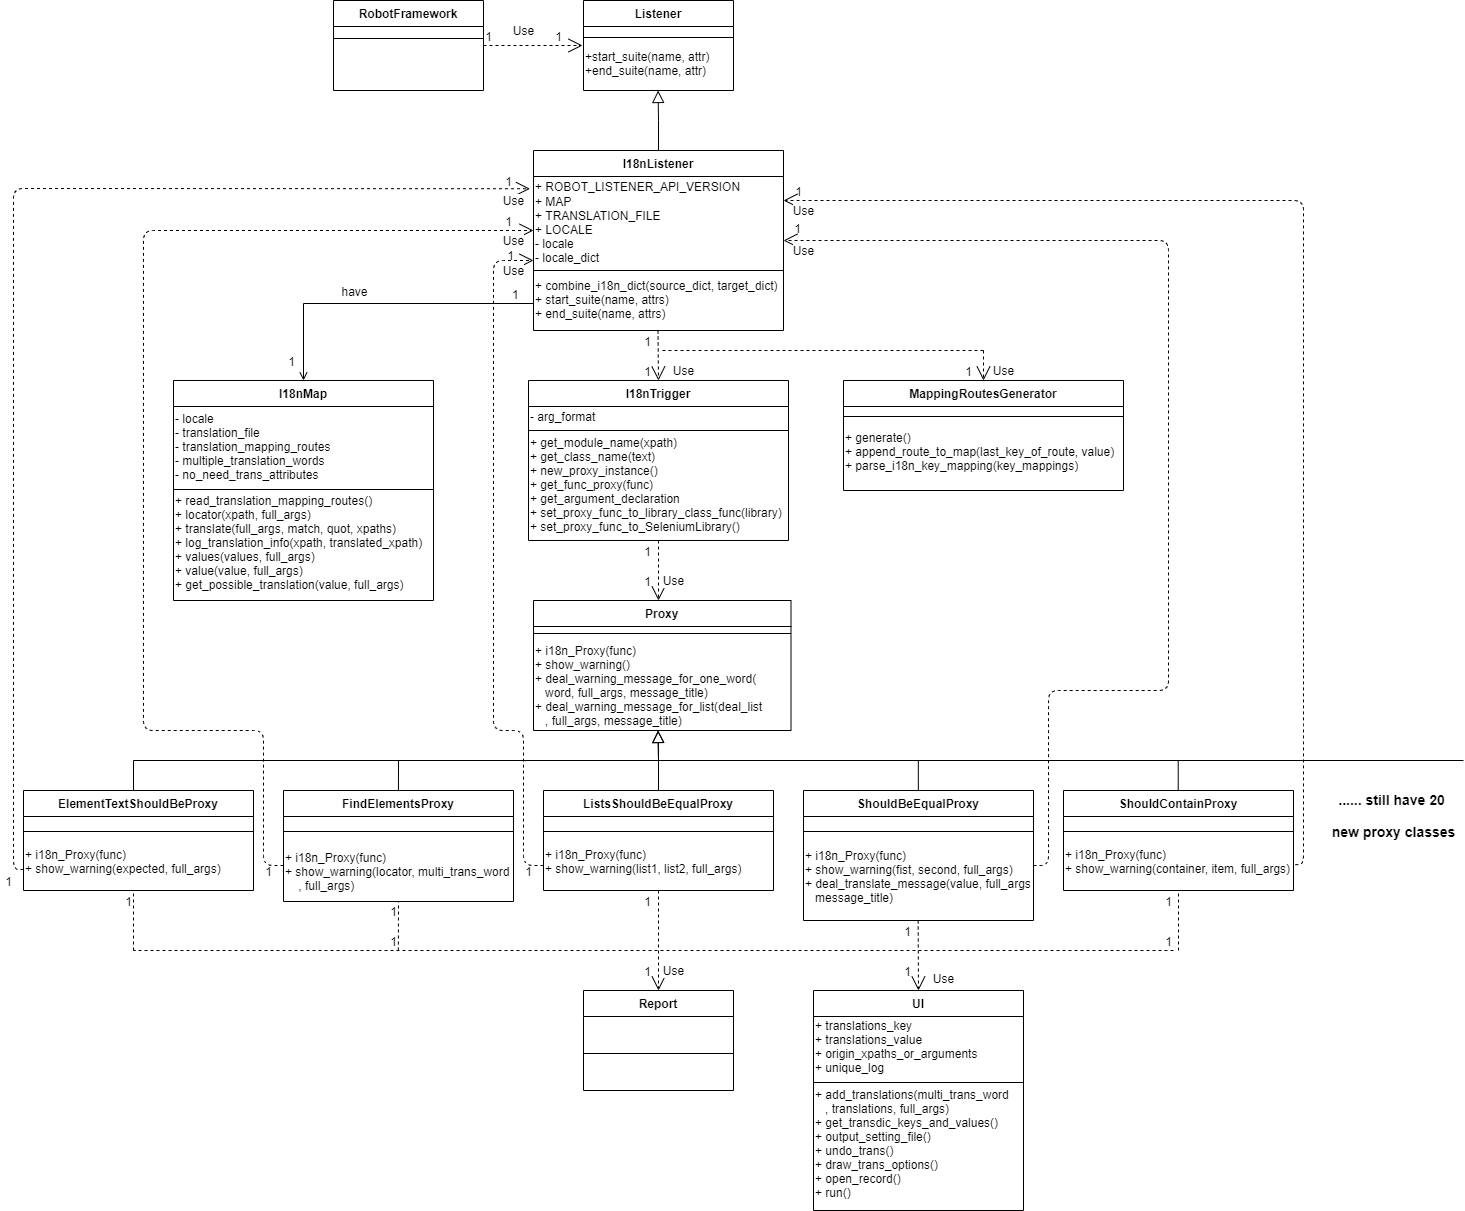 RobotFramework
1
Use
1
Listener
+start_suite(name, attr)
+end_suite(name, attr)
I18nListener
+ ROBOT_LISTENER_API_VERSION
+ MAP
+ TRANSLATION_FILE
+ LOCALE
- locale
- locale_dict
+ combine_i18n_dict(source_dict, target_dict)
+ start_suite(name, attrs)
+ end_suite(name, attrs)
1
Use
1
Use
1
Use
1
Use
1
Use
have
1
1
1
1
Use
1
Use
I18nMap
- locale
- translation_file
- translation_mapping_routes
- multiple_translation_words
- no_need_trans_attributes
+ read_translation_mapping_routes()
+ locator(xpath, full_args)
+ translate(full_args, match, quot, xpaths)
+ log_translation_info(xpath, translated_xpath)
+ values(values, full_args)
+ value(value, full_args)
+ get_possible_translation(value, full_args)
I18nTrigger
- arg_format
+ get_module_name(xpath)
+ get_class_name(text)
+ new_proxy_instance()
+ get_func_proxy(func)
+ get_argument_declaration
+ set_proxy_func_to_library_class_func(library)
+ set_proxy_func_to_SeleniumLibrary()
MappingRoutesGenerator
+ generate()
+ append_route_to_map(last_key_of_route, value)
+ parse_i18n_key_mapping(key_mappings)
1
1
Use
Proxy
+ i18n_Proxy(func)
+ show_warning()
+ deal_warning_message_for_one_word(
word, full_args, message_title)
+ deal_warning_message_for_list(deal_list
, full_args, message_title)
ElementTextShouldBeProxy
+ i18n_Proxy(func)
+ show_warning(expected, full_args)
1
1
FindElementsProxy
+ i18n_Proxy(func)
+ show_warning(locator, multi_trans_word
, full_args)
1
1
1
ListsShouldBeEqualProxy
+ i18n_Proxy(func)
+ show_warning(list1, list2, full_args)
1
1
ShouldBeEqualProxy
+ i18n_Proxy(func)
+ show_warning(fist, second, full_args)
+ deal_translate_message(value, full_args
message_title)
1
ShouldContainProxy
+ i18n_Proxy(func)
+ show_warning(container, item, full_args)
1
1
...... still have 20
new proxy classes
1
Use
1
Use
Report
UI
+ translations_key
+ translations_value
+ origin_xpaths_or_arguments
+ unique_log
+ add_translations(multi_trans_word
, translations, full_args)
+ get_transdic_keys_and_values()
+ output_setting_file()
+ undo_trans()
+ draw_trans_options()
+ open_record()
+ run()